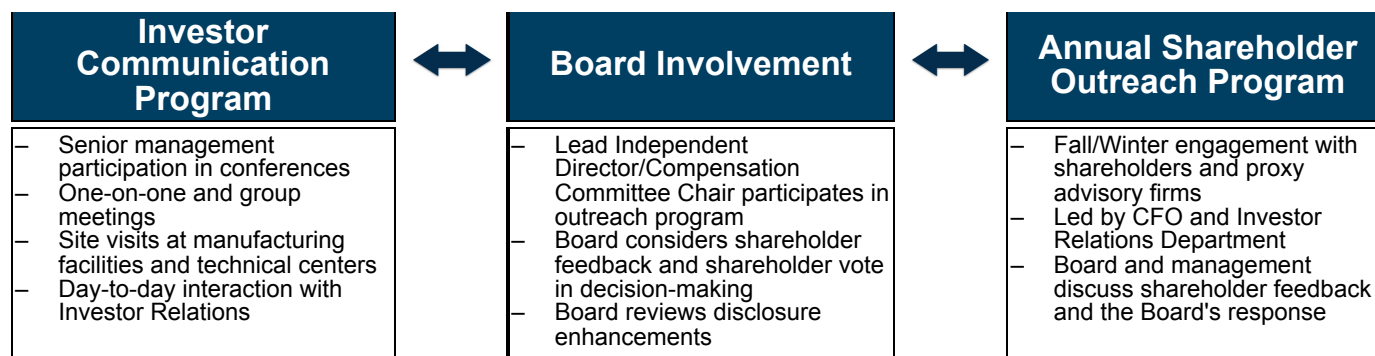 Investor
Communication
Program
– Senior management
participation in conferences
– One-on-one and group
meetings
– Site visits at manufacturing
facilities and technical centers
– Day-to-day interaction with
Investor Relations
Board Involvement
– Lead Independent
Director/Compensation
Committee Chair participates in
outreach program
– Board considers shareholder
feedback and shareholder vote
in decision-making
– Board reviews disclosure
enhancements
Annual Shareholder
Outreach Program
– Fall/Winter engagement with
shareholders and proxy
advisory firms
– Led by CFO and Investor
Relations Department
– Board and management
discuss shareholder feedback
and the Board's response